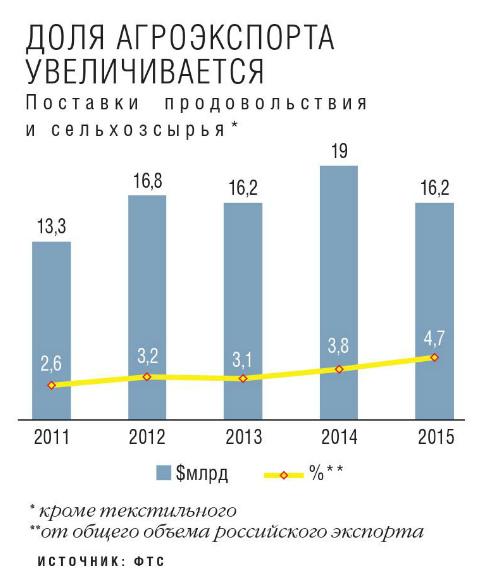 ДОЛЯ АГРОЭКСПОРТА
УВЕЛИЧИВАЕТСЯ
Поставки продовольствия
и сельхозсырья*
13,3
16,8
16,2
19
16,2
2,6
3,2
3,1
3,8
4,7
2011
2012
2013
2014
2015
$млрд
%**
* кроме текстильного
**от общего объема российского экспорта
ИСТОЧНИК: ФТС